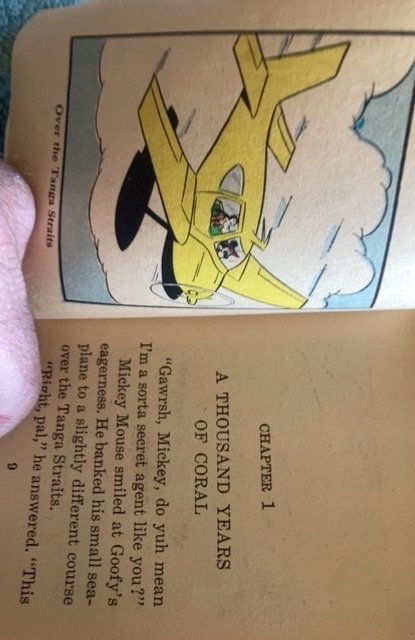 Over the Tanga Straits
CHAPTER 1
A THOUSAND YEARS
OF CORAL
"Gawrsh, Mickey, do yuh mean
I'm a sorta secret agent like you?"
Mickey Mouse smiled at Goofy's
eagerness. He banked his small sea-
plane to a slightly different course
over the Tanga Straits.
"Right, pal," he answered. "This
9